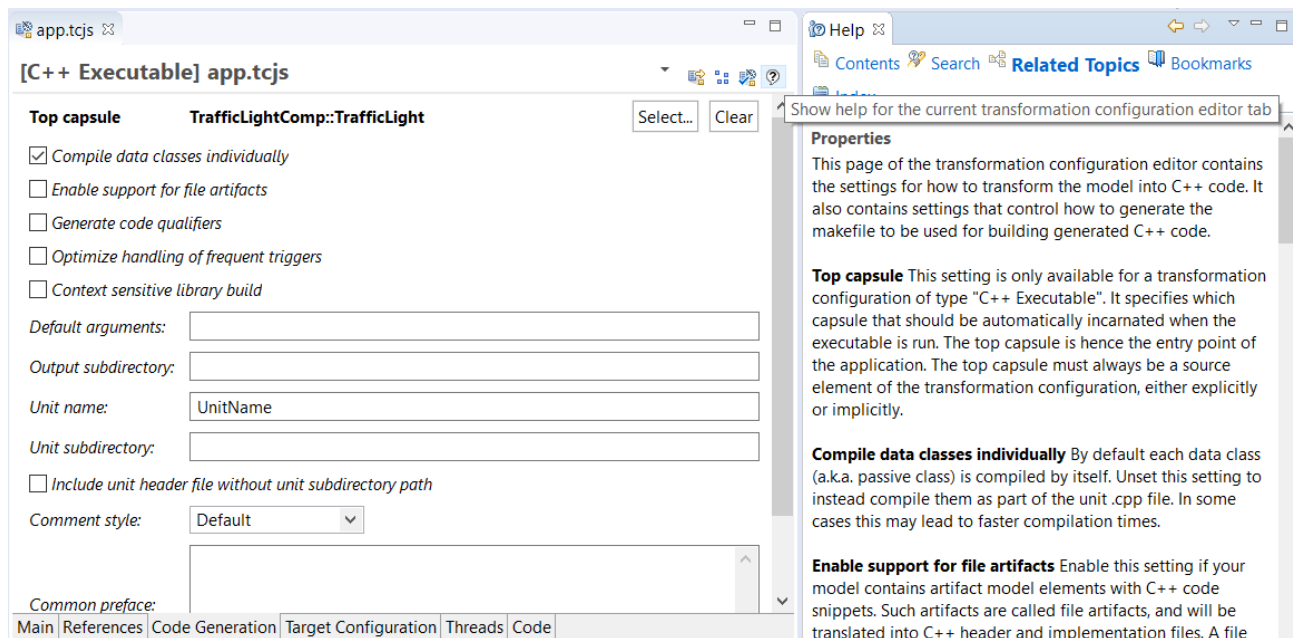 app.tcjs
[C++ Executable] app.tcjs
Top capsule TrafficLightComp::TrafficLight Select... Clear
Compile data classes individually
Enable support for file artifacts
Generate code qualifiers
Optimize handling of frequent triggers
Context sensitive library build
Default arguments:
Output subdirectory:
Unit name: UnitName
Unit subdirectory:
Include unit header file without unit subdirectory path
Comment style: Default
Common preface:
Main References Code Generation Target Configuration Threads Code
Help
Contents Search Related Topics Bookmarks
Show help for the current transformation configuration editor tab
Properties
This page of the transformation configuration editor contains
the settings for how to transform the model into C++ code. It
also contains settings that control how to generate the
makefile to be used for building generated C++ code.
Top capsule This setting is only available for a transformation
configuration of type "C++ Executable". It specifies which
capsule that should be automatically incarnated when the
executable is run. The top capsule is hence the entry point of
the application. The top capsule must always be a source
element of the transformation configuration, either explicitly
or implicitly.
Compile data classes individually By default each data class
(a.k.a. passive class) is compiled by itself. Unset this setting to
instead compile them as part of the unit .cpp file. In some
cases this may lead to faster compilation times.
Enable support for file artifacts Enable this setting if your
model contains artifact model elements with C++ code
snippets. Such artifacts are called file artifacts, and will be
translated into C++ header and implementation files. A file